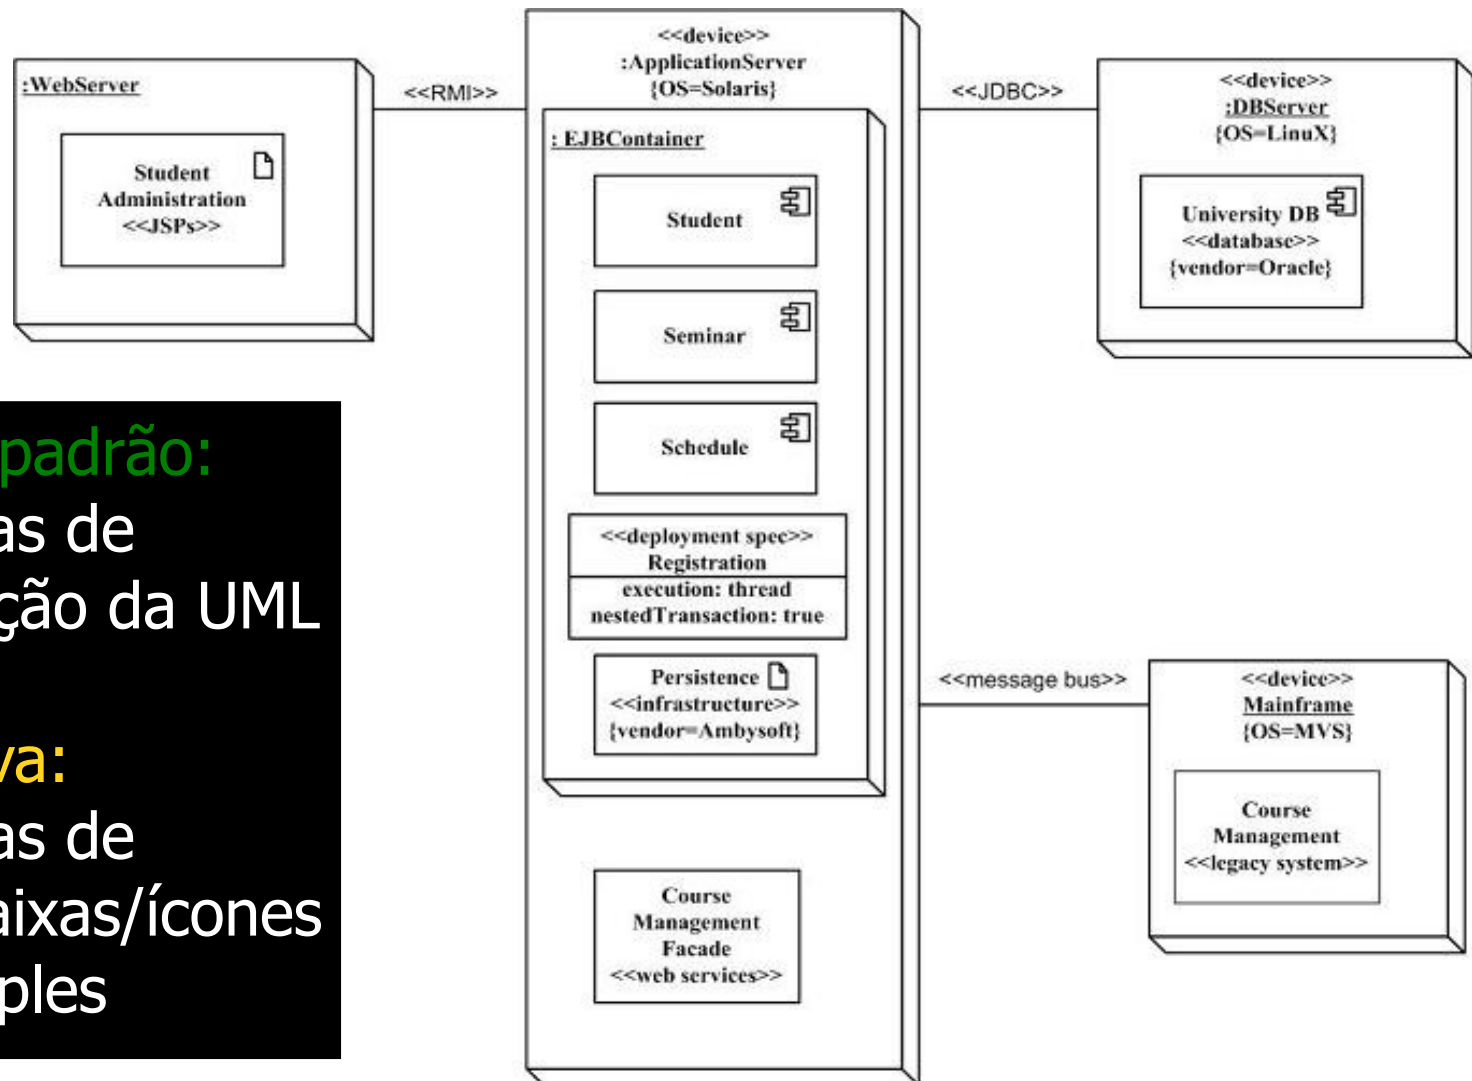 :WebServer
Student
Administration
<<JSPs>>
<<RMI>>
<<device>>
:ApplicationServer
{OS=Solaris}
: EJBContainer
Student
Seminar
Schedule
<<deployment spec>>
Registration
execution: thread
nestedTransaction: true
Persistence
<<infrastructure>>
{vendor=Ambysoft}
Course
Management
Facade
<<web services>>
<<JDBC>>
<<device>>
:DBServer
{OS=LinuX}
University DB
<<database>>
{vendor=Oracle}
<<message bus>>
<<device>>
Mainframe
{OS=MVS}
Course
Management
<<legacy system>>
padrão:
as de
ção da UML
va:
as de
aixas/ícones
ples